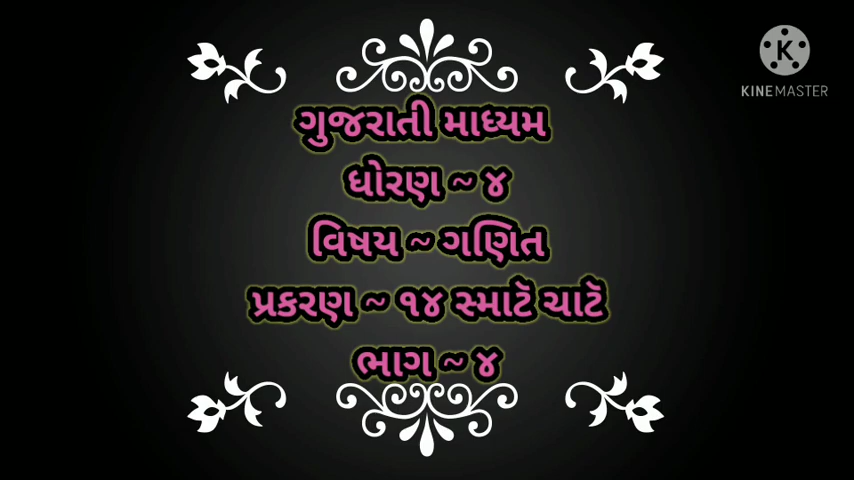 ગુજરાતી માધ્યમ
ધોરણ ~ ૪
વિષય ~ ગણિત
પ્રકરણ ~ ૧૪ સ્માટૅ ચાટૅ
ભાગ ~ ૪
KINEMASTER